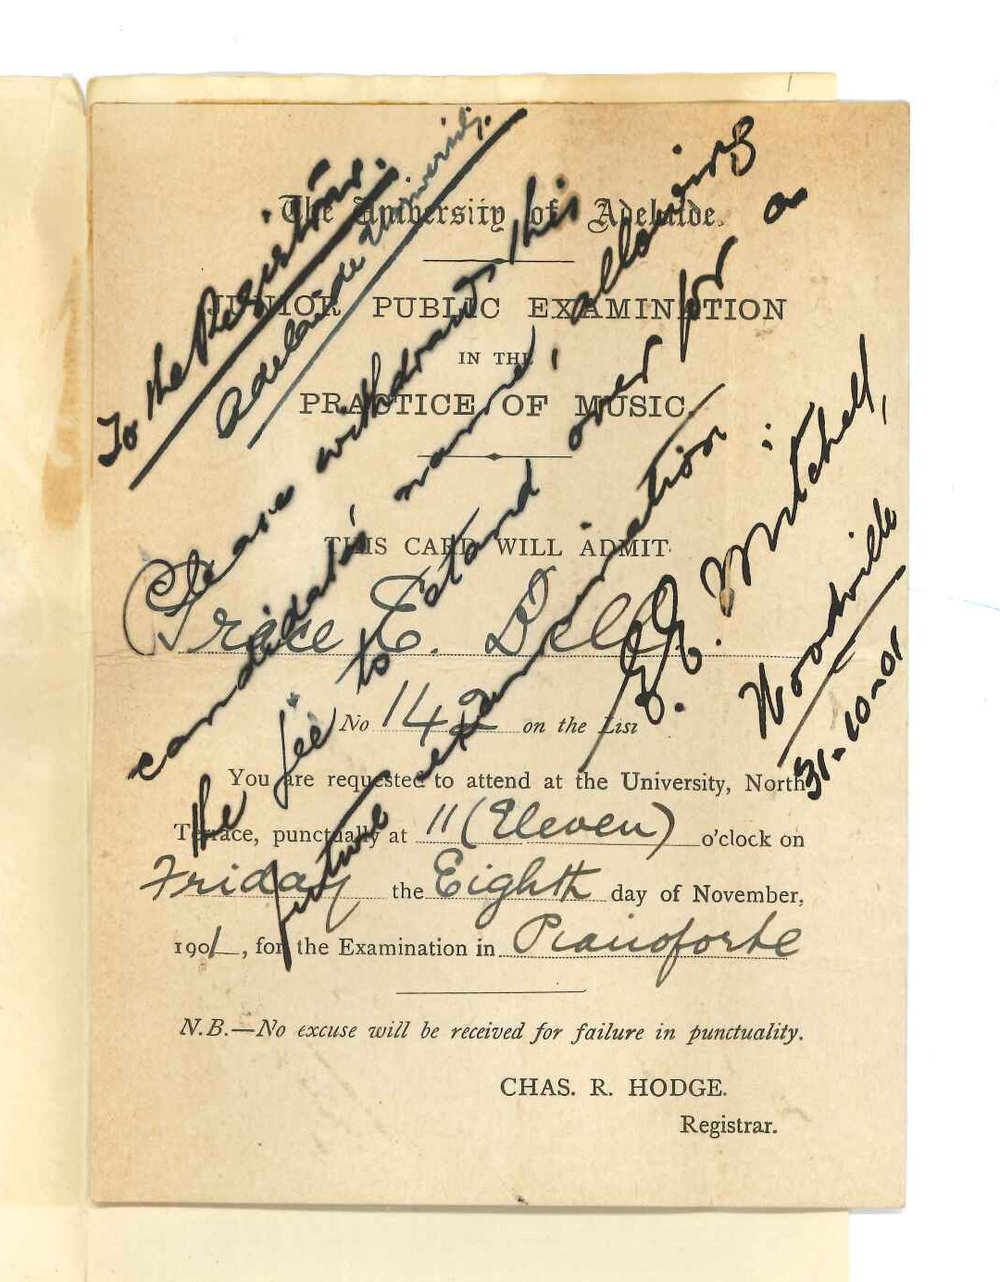 The University of Adelaide.
JUNIOR PUBLIC EXAMINATION
IN THE
PRACTICE OF MUSIC.
THIS CARD WILL ADMIT
Grace E. Bell
No 142 on the List
You are requested to attend at the University, North
Terrace, punctually at 11 (Eleven) o'clock on
Friday the Eighth day of November,
1901, for the Examination in Pianoforte
N.B.—No excuse will be received for failure in punctuality.
CHAS. R. HODGE.
Registrar.
To the Registrar.
Adelaide University.
Please withdraw this
candidate's name, allowing
the fee to stand over for a
future examination
G. Mitchell,
Woodville
31-10-01